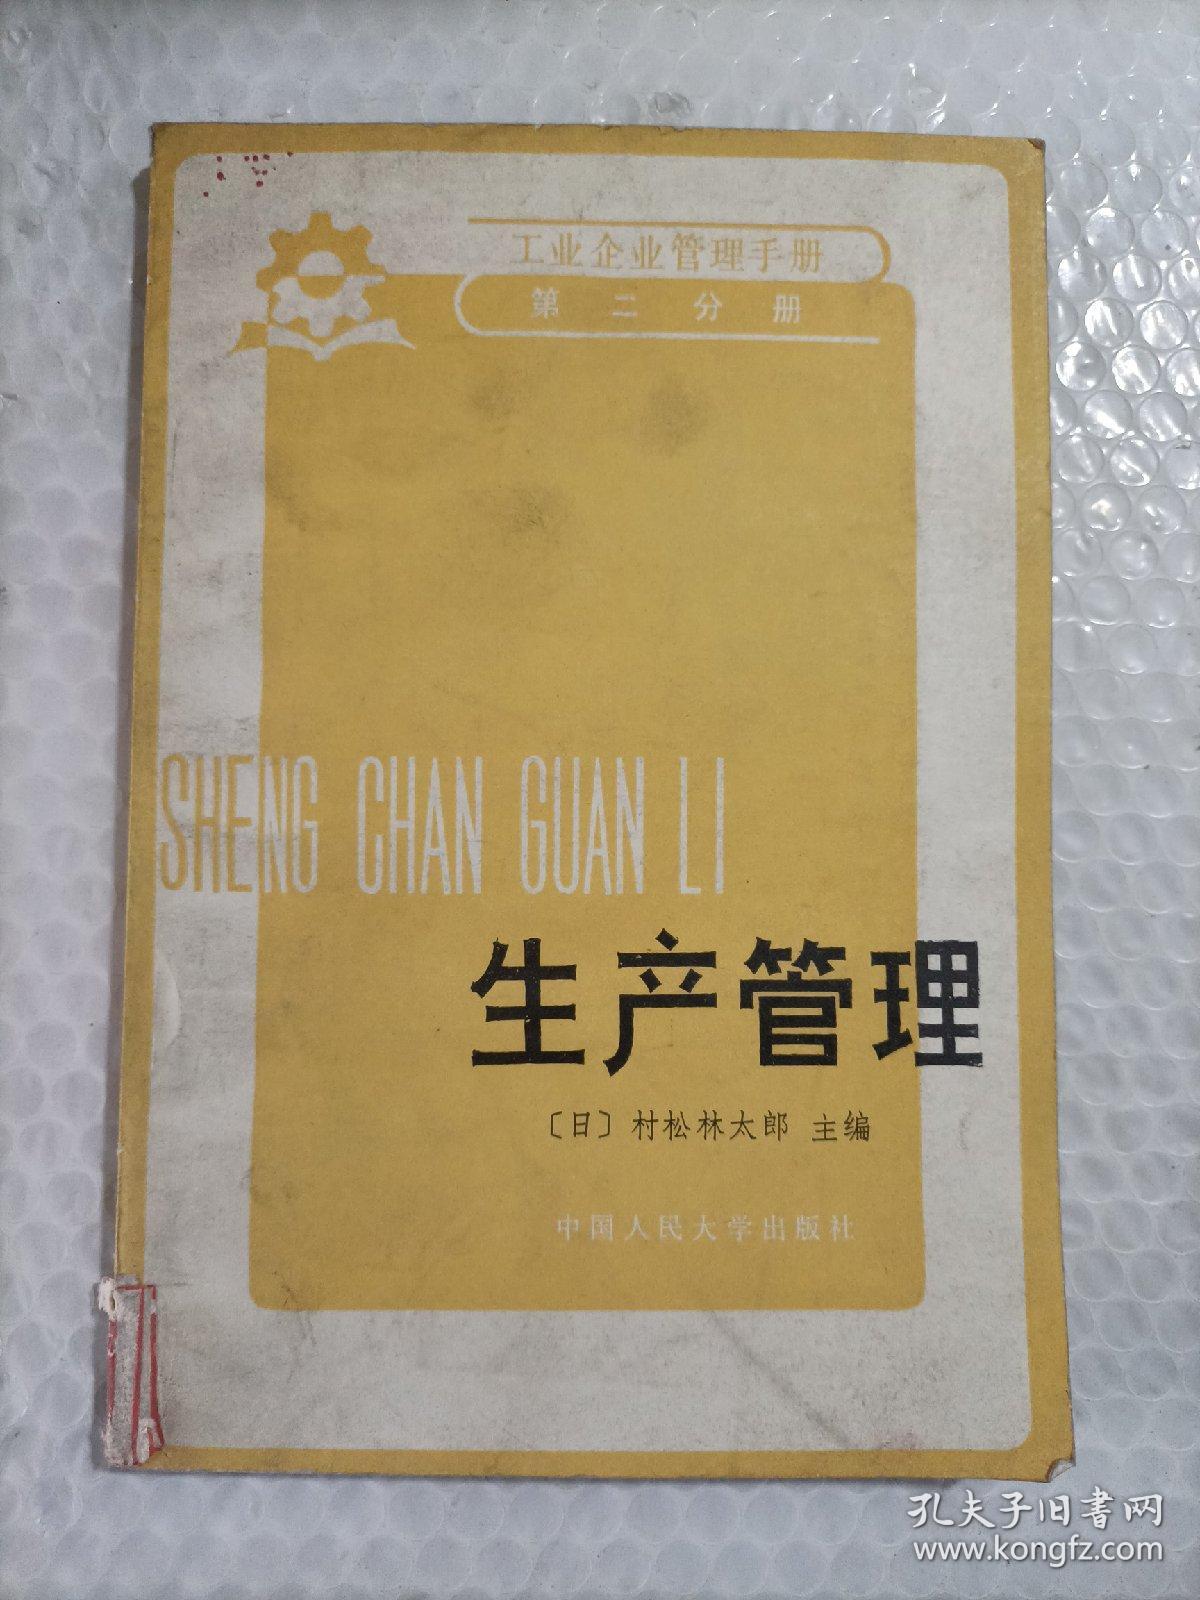 工业企业管理手册
第二分册
SHENG CHAN GUAN LI
生产管理
〔日〕村松林太郎 主编
中国人民大学出版社
孔夫子旧书网
www.kongfz.com